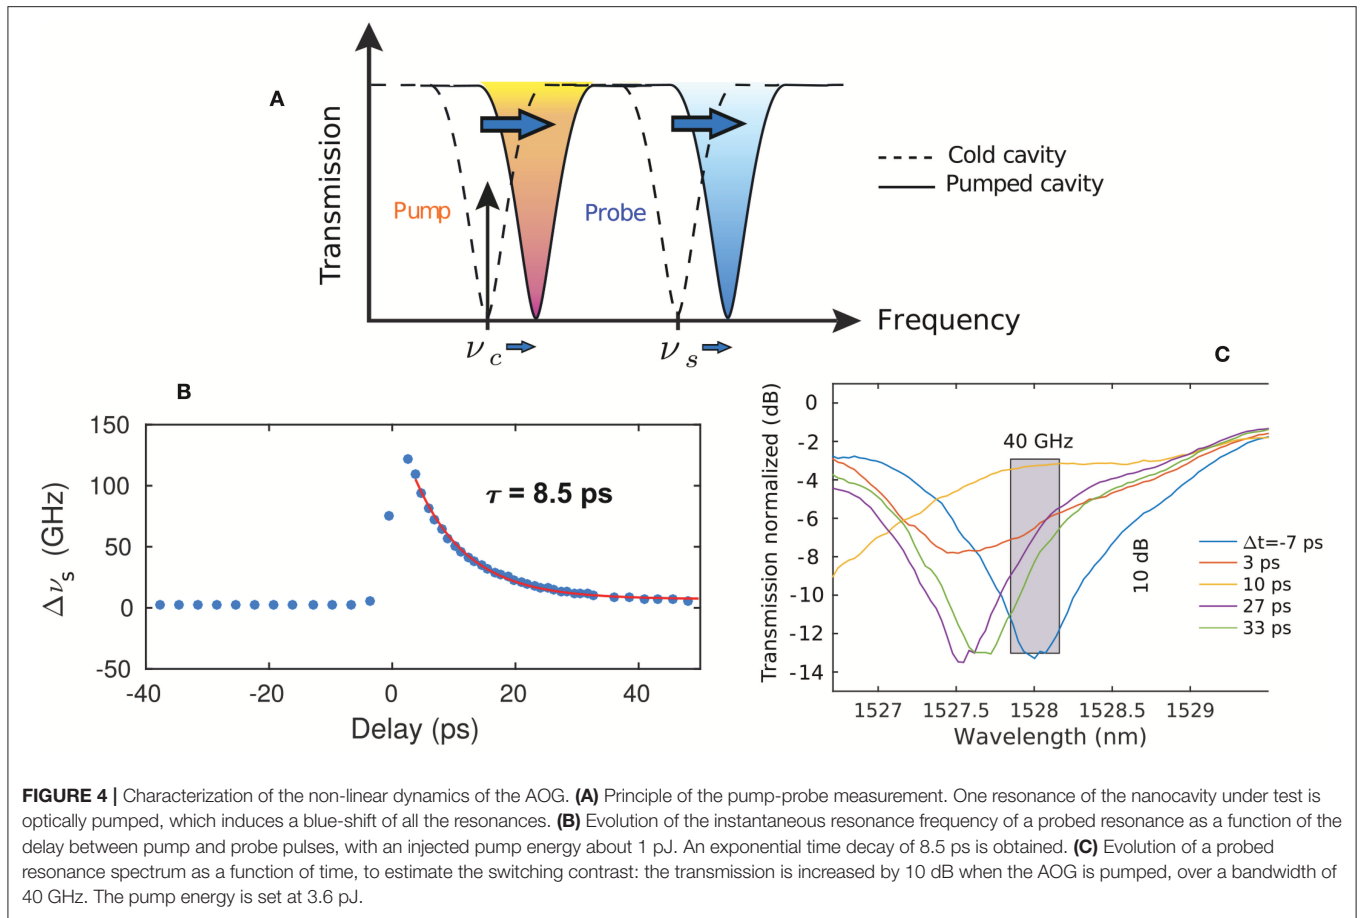 A
Transmission
Pump
Probe
Cold cavity
Pumped cavity
Frequency
ν c
ν s
B
150
100
50
0
-50
Δνs (GHz)
τ = 8.5 ps
-40
-20
0
20
40
Delay (ps)
C
0
-2
-4
-6
-8
-10
-12
-14
Transmission normalized (dB)
40 GHz
10 dB
Δt=-7 ps
3 ps
10 ps
27 ps
33 ps
1527
1527.5
1528
1528.5
1529
Wavelength (nm)
FIGURE 4 | Characterization of the non-linear dynamics of the AOG. (A) Principle of the pump-probe measurement. One resonance of the nanocavity under test is
optically pumped, which induces a blue-shift of all the resonances. (B) Evolution of the instantaneous resonance frequency of a probed resonance as a function of the
delay between pump and probe pulses, with an injected pump energy about 1 pJ. An exponential time decay of 8.5 ps is obtained. (C) Evolution of a probed
resonance spectrum as a function of time, to estimate the switching contrast: the transmission is increased by 10 dB when the AOG is pumped, over a bandwidth of
40 GHz. The pump energy is set at 3.6 pJ.